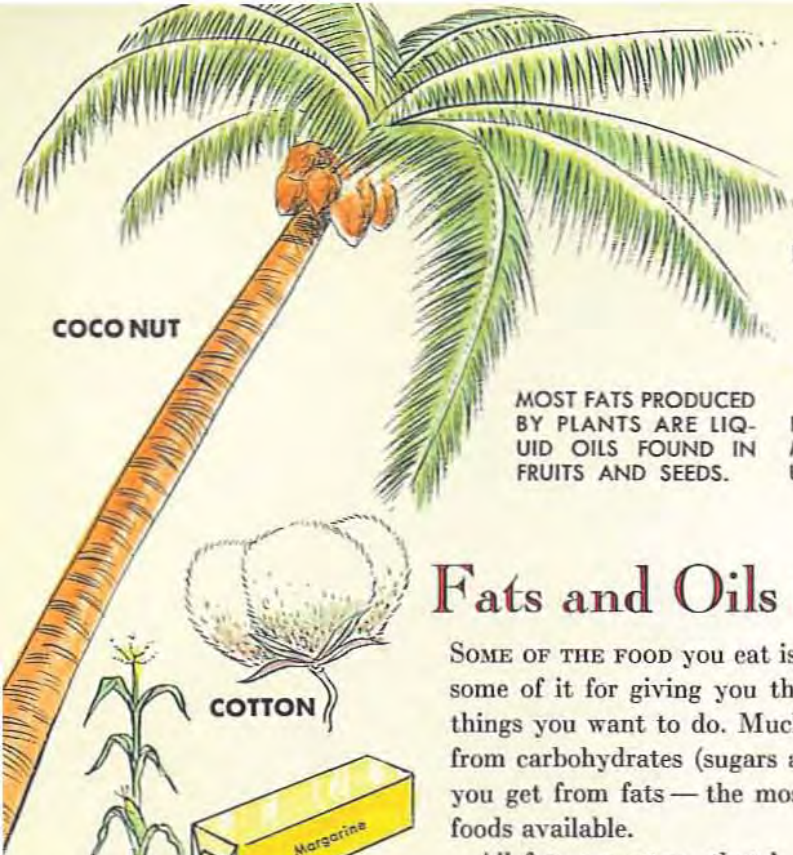 COCONUT
MOST FATS PRODUCED
BY PLANTS ARE LIQ-
UID OILS FOUND IN
FRUITS AND SEEDS.
Fats and Oils
SOME OF THE FOOD you eat is
some of it for giving you th
things you want to do. Much
from carbohydrates (sugars a
you get from fats — the mos
foods available.
COTTON
Margarine